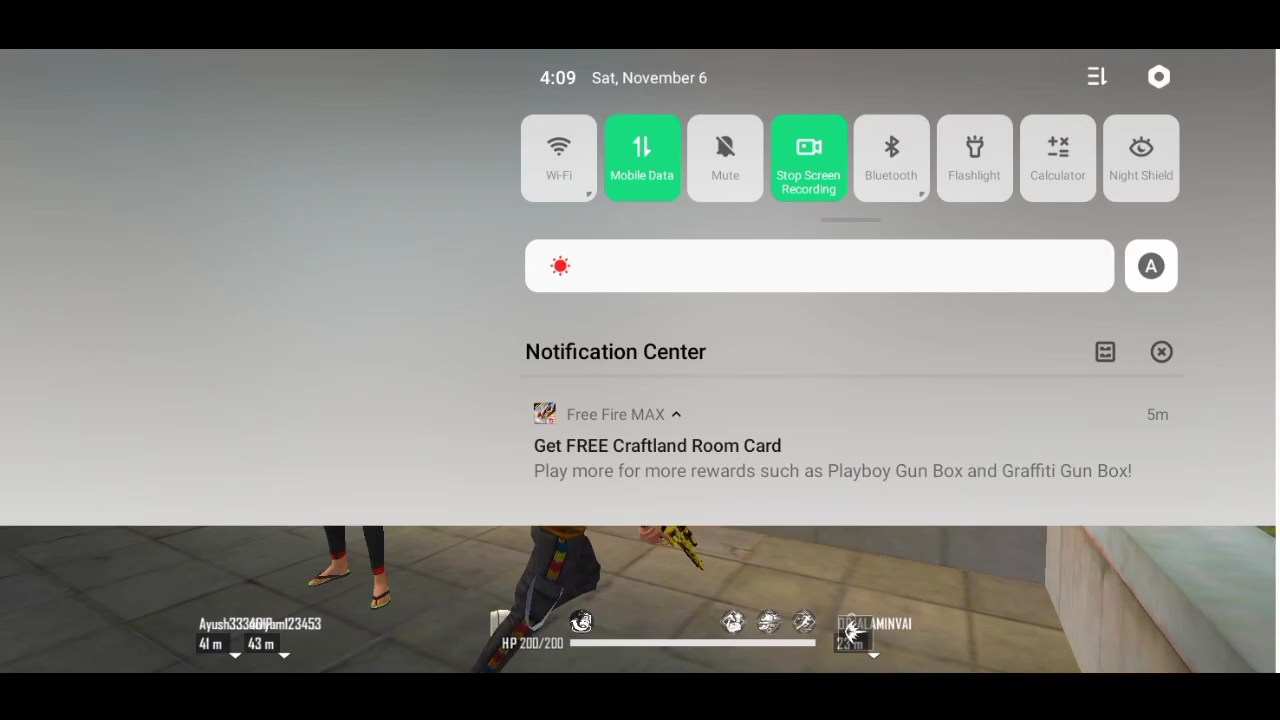 4:09 Sat, November 6
Wi-Fi
Mobile Data
Mute
Stop Screen
Recording
Bluetooth
Flashlight
Calculator
Night Shield
A
Notification Center
Free Fire MAX 5m
Get FREE Craftland Room Card
Play more for more rewards such as Playboy Gun Box and Graffiti Gun Box!
41 m 43 m
HP 200/200
23 m